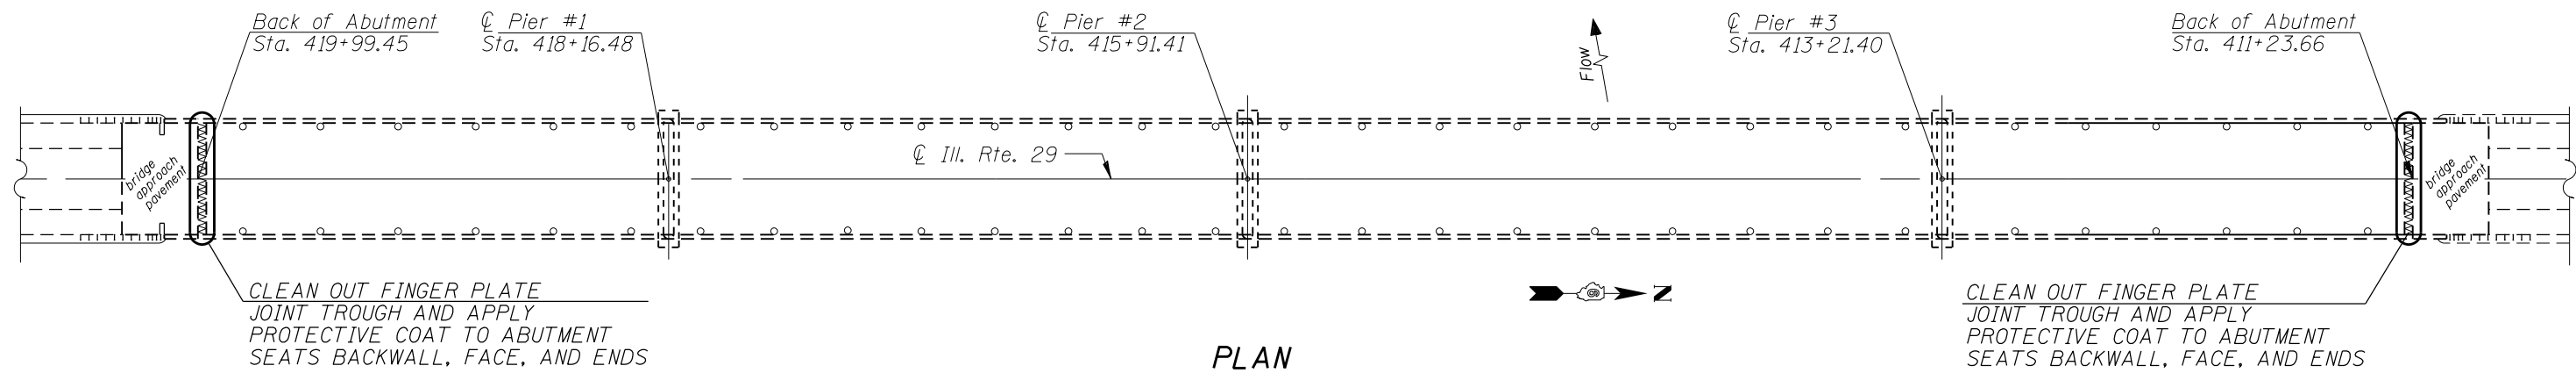 Back of Abutment
Sta. 419+99.45
℄ Pier #1
Sta. 418+16.48
℄ Pier #2
Sta. 415+91.41
Flow
℄ Pier #3
Sta. 413+21.40
Back of Abutment
Sta. 411+23.66
℄ Ill. Rte. 29
bridge
approach
pavement
bridge
approach
pavement
CLEAN OUT FINGER PLATE
JOINT TROUGH AND APPLY
PROTECTIVE COAT TO ABUTMENT
SEATS BACKWALL, FACE, AND ENDS
N
CLEAN OUT FINGER PLATE
JOINT TROUGH AND APPLY
PROTECTIVE COAT TO ABUTMENT
SEATS BACKWALL, FACE, AND ENDS
PLAN